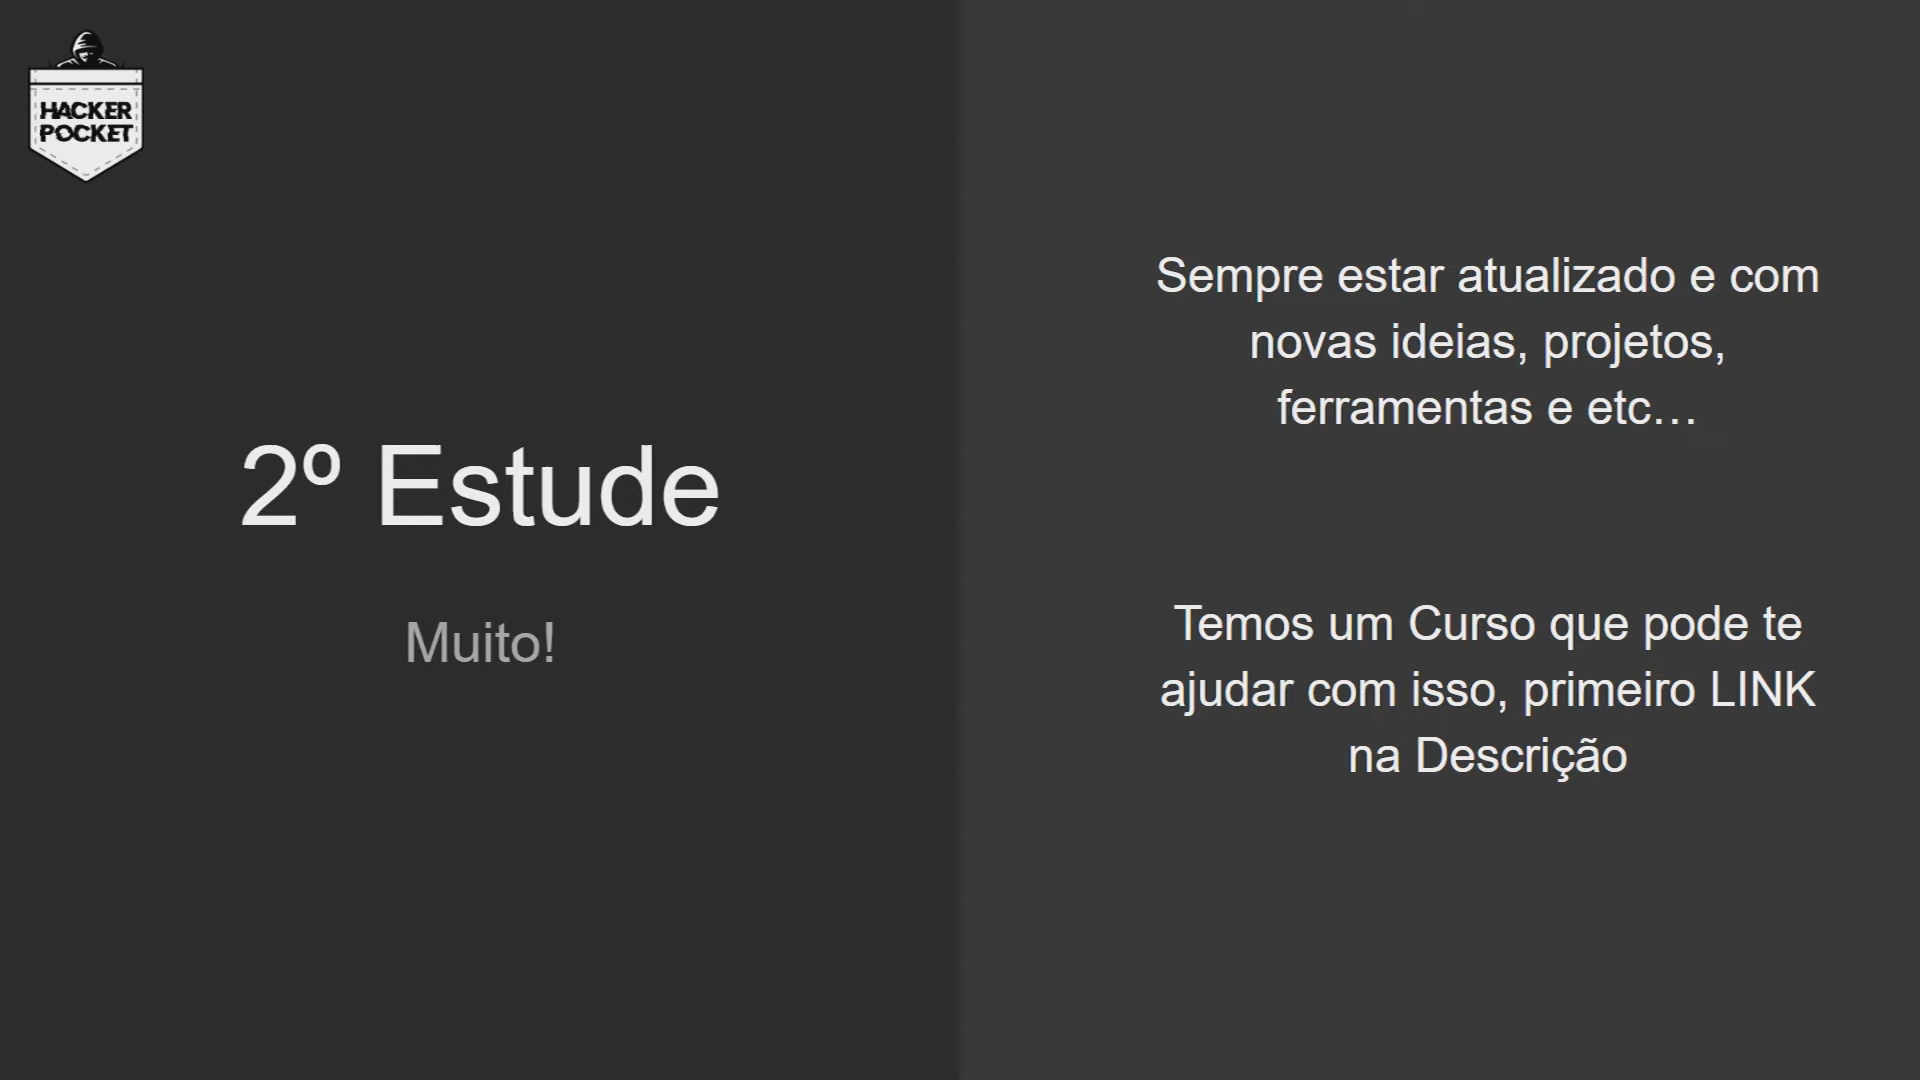 HACKER
POCKET
2º Estude
Muito!
Sempre estar atualizado e com
novas ideias, projetos,
ferramentas e etc…
Temos um Curso que pode te
ajudar com isso, primeiro LINK
na Descrição